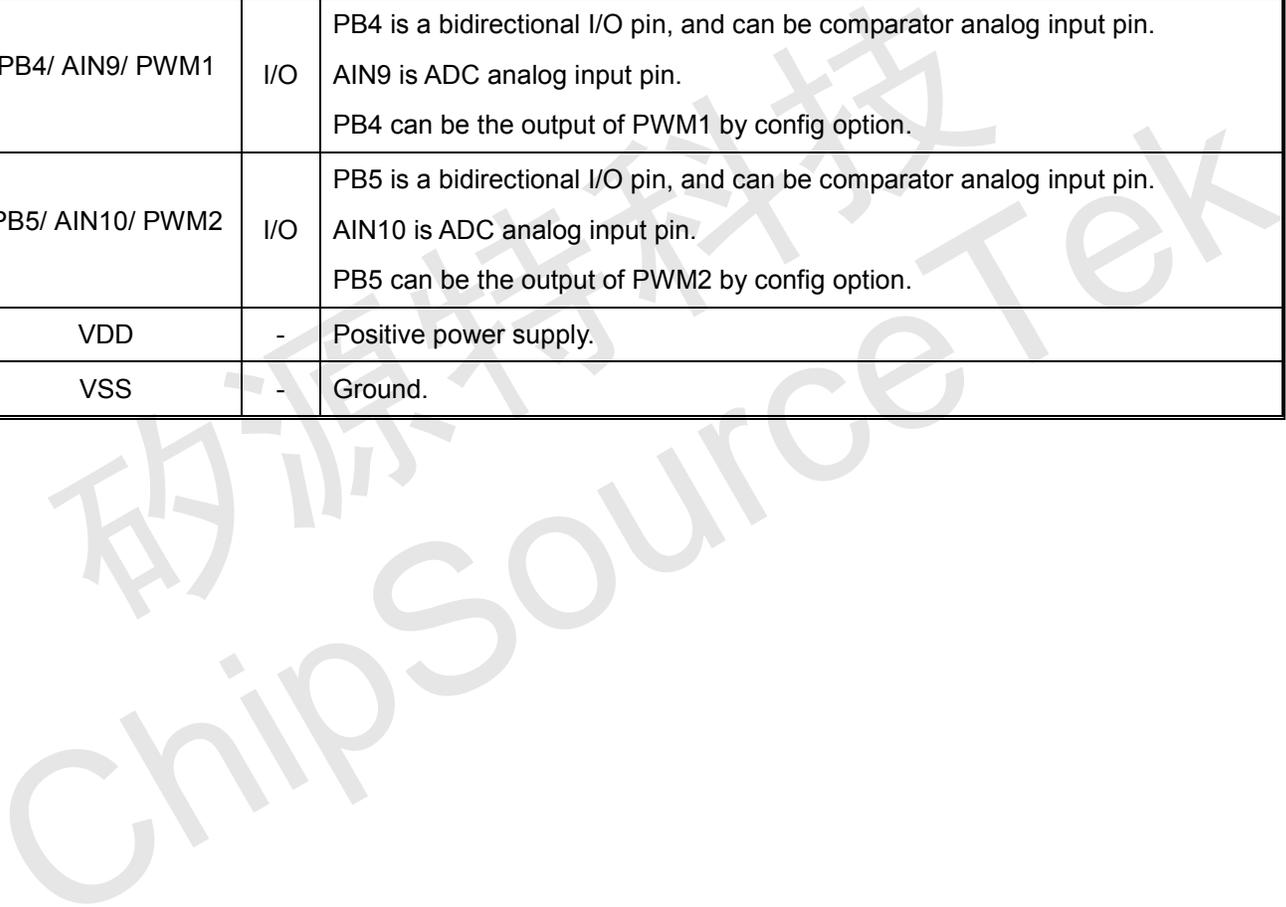 PB4 is a bidirectional I/O pin, and can be comparator analog input pin.
PB4/ AIN9/ PWM1 I/O AIN9 is ADC analog input pin.
PB4 can be the output of PWM1 by config option.
PB5 is a bidirectional I/O pin, and can be comparator analog input pin.
PB5/ AIN10/ PWM2 I/O AIN10 is ADC analog input pin.
PB5 can be the output of PWM2 by config option.
VDD - Positive power supply.
VSS - Ground.
矽源特科技
ChipSourceTek